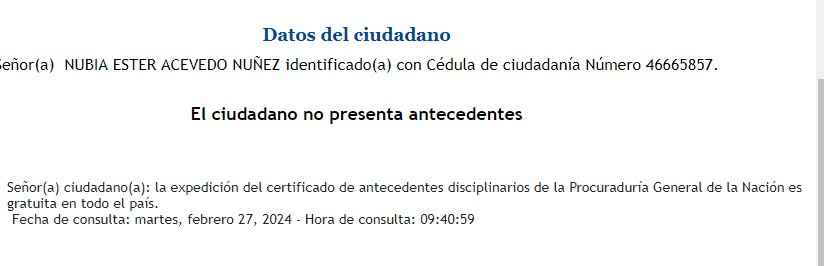 Datos del ciudadano
Señor(a) NUBIA ESTER ACEVEDO NUÑEZ identificado(a) con Cédula de ciudadanía Número 46665857.
El ciudadano no presenta antecedentes
Señor(a) ciudadano(a): la expedición del certificado de antecedentes disciplinarios de la Procuraduría General de la Nación es
gratuita en todo el país.
Fecha de consulta: martes, febrero 27, 2024 - Hora de consulta: 09:40:59